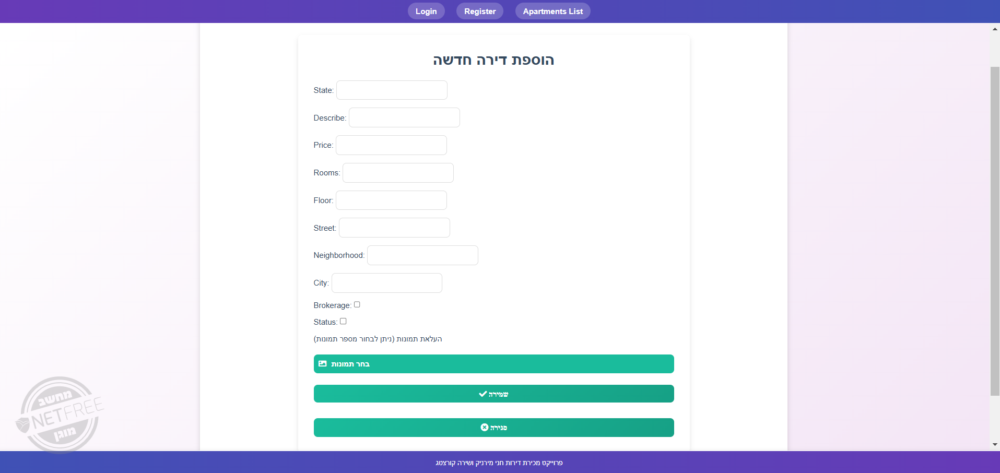 Login Register Apartments List
הוספת דירה חדשה
State:
Describe:
Price:
Rooms:
Floor:
Street:
Neighborhood:
City:
Brokerage:
Status:
העלאת תמונות (ניתן לבחור מספר תמונות)
בחר תמונות
שמירה
סגירה
מחשב
NETFREE
מוגן
פרוייקט מכירת דירות חני מירניק ושירה קורצטג